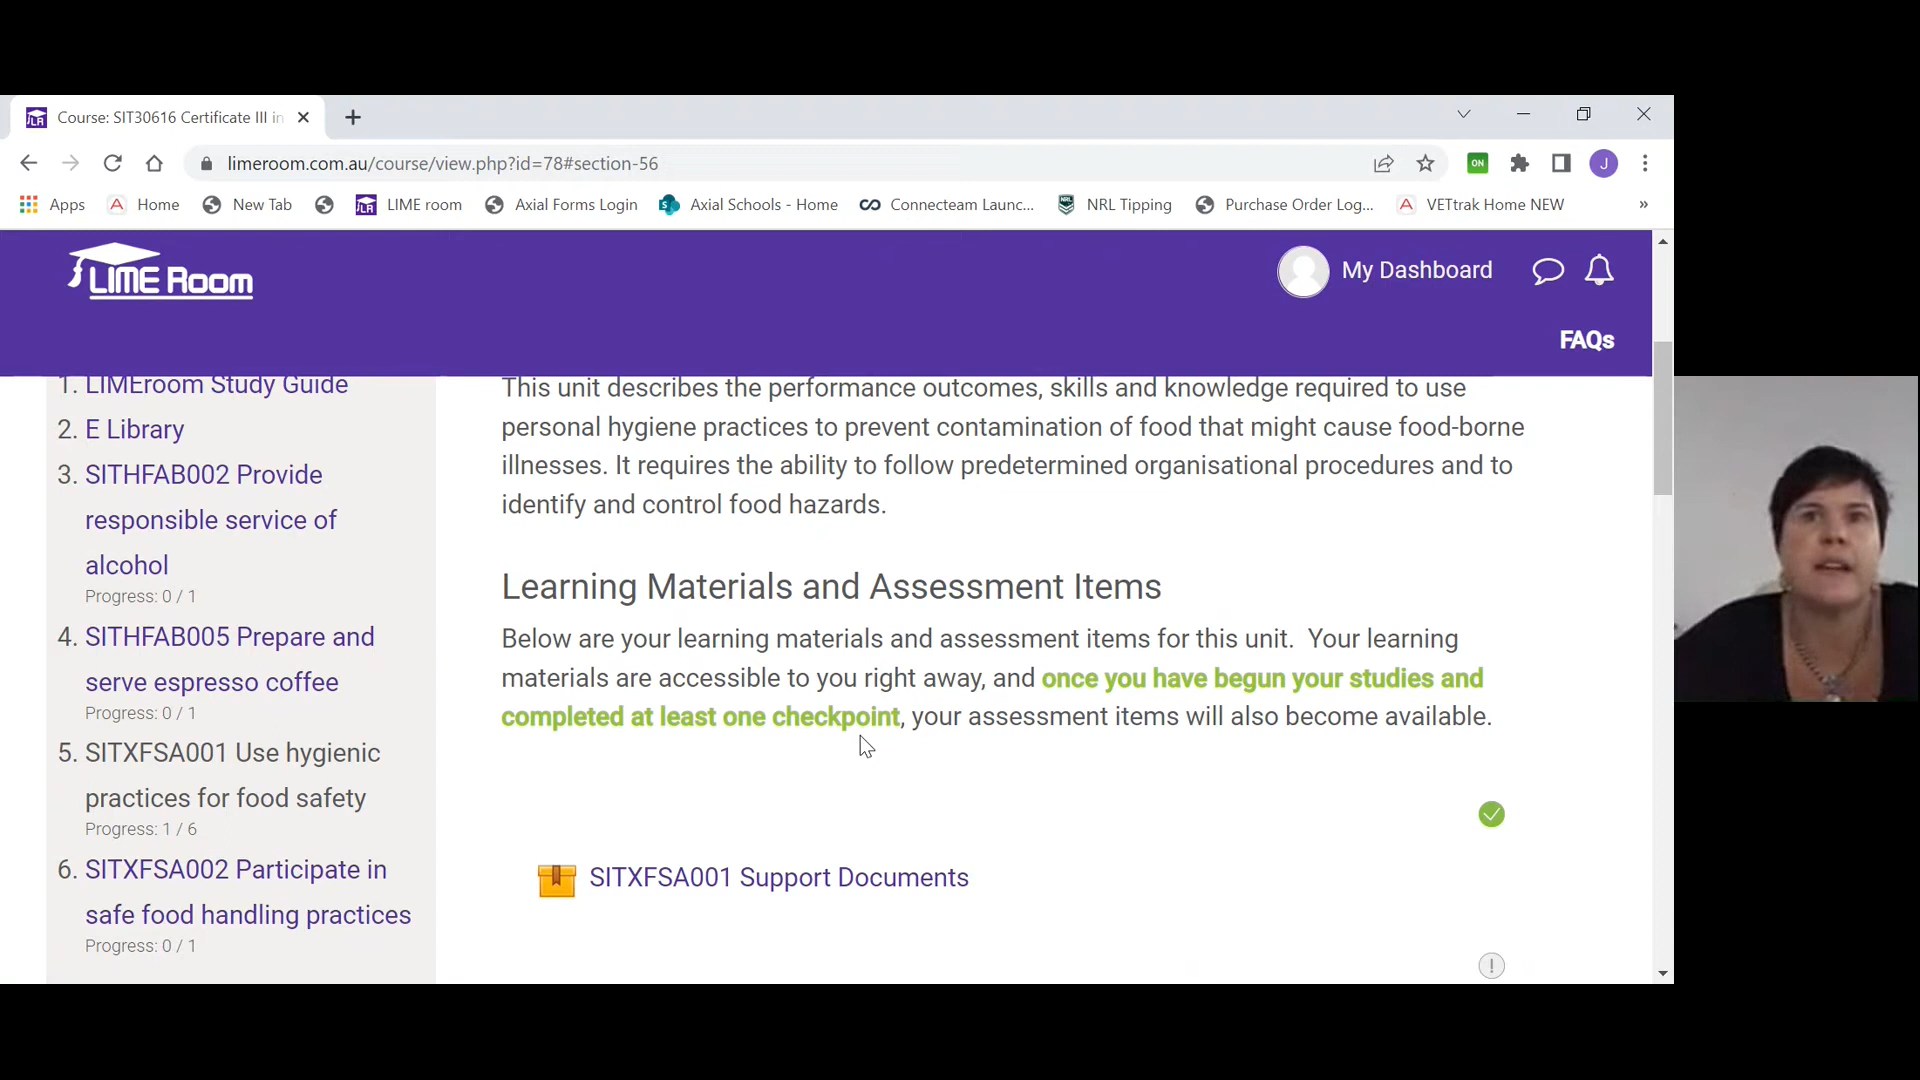 Course: SIT30616 Certificate III in
limeroom.com.au/course/view.php?id=78#section-56
ON
J
Apps
Home
New Tab
LR
LIME room
Axial Forms Login
Axial Schools - Home
Connecteam Launc...
NRL Tipping
Purchase Order Log...
VETtrak Home NEW
»
LIME Room
My Dashboard
FAQs
1. LIMEroom Study Guide
2. E Library
3. SITHFAB002 Provide
responsible service of
alcohol
Progress: 0 / 1
4. SITHFAB005 Prepare and
serve espresso coffee
Progress: 0 / 1
5. SITXFSA001 Use hygienic
practices for food safety
Progress: 1 / 6
6. SITXFSA002 Participate in
safe food handling practices
Progress: 0 / 1
This unit describes the performance outcomes, skills and knowledge required to use
personal hygiene practices to prevent contamination of food that might cause food-borne
illnesses. It requires the ability to follow predetermined organisational procedures and to
identify and control food hazards.
Learning Materials and Assessment Items
Below are your learning materials and assessment items for this unit.  Your learning
materials are accessible to you right away, and once you have begun your studies and
completed at least one checkpoint, your assessment items will also become available.
SITXFSA001 Support Documents